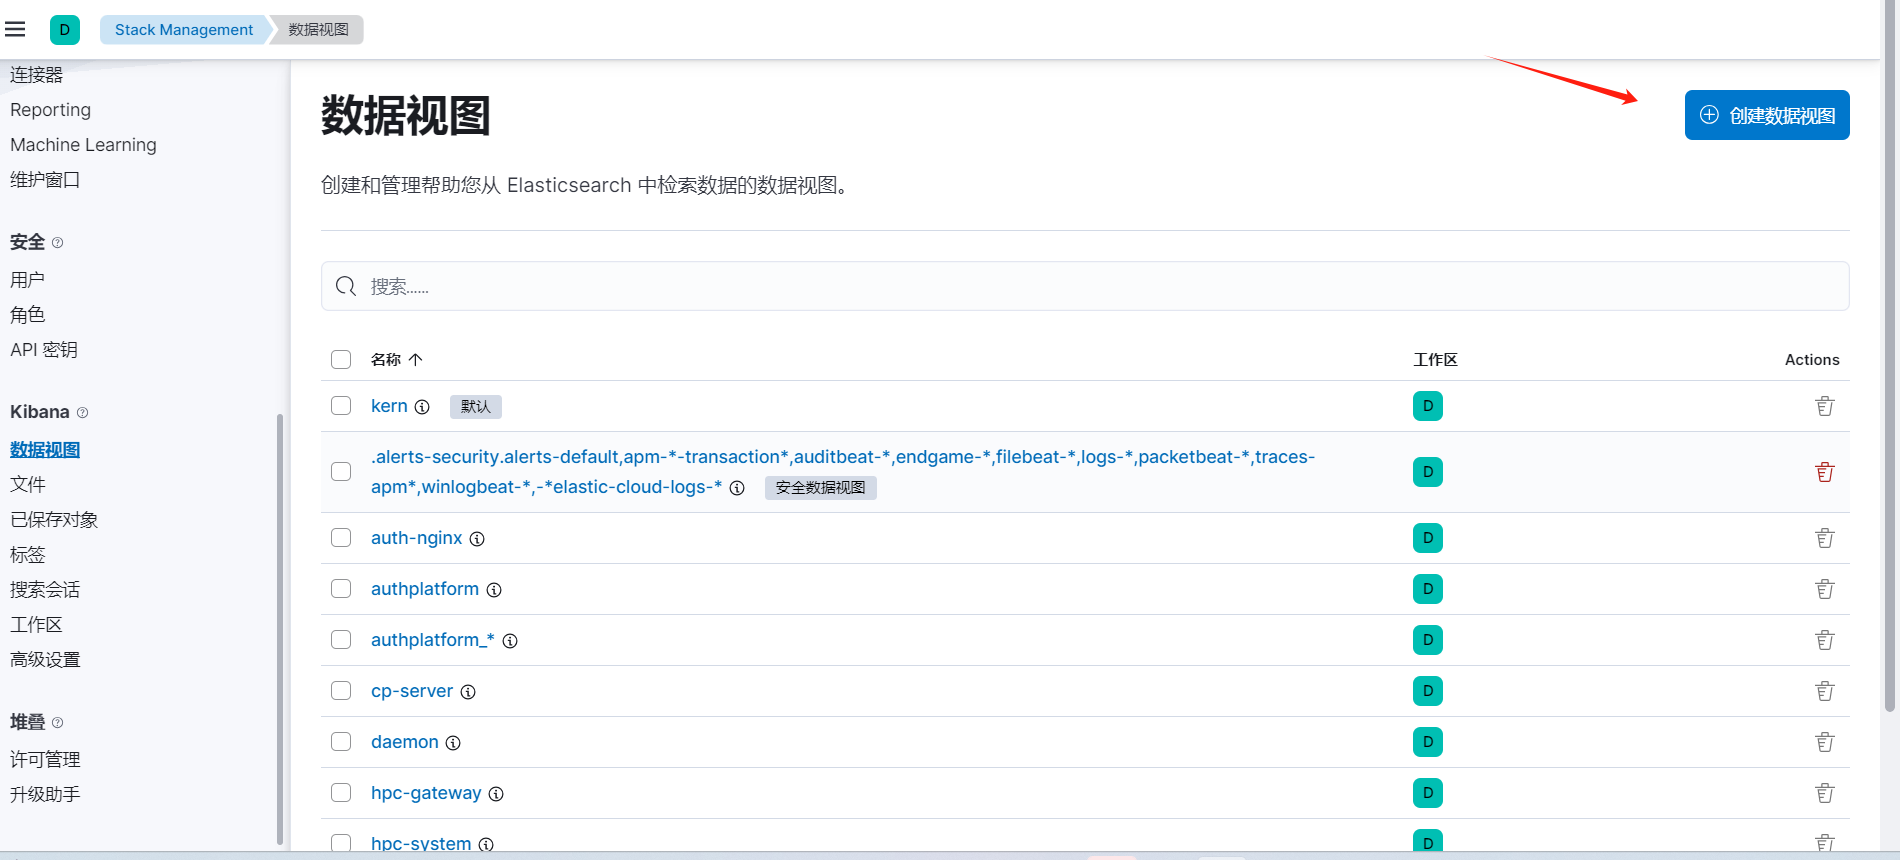 D
Stack Management
数据视图
连接器
Reporting
Machine Learning
维护窗口
安全
用户
角色
API 密钥
Kibana
数据视图
文件
已保存对象
标签
搜索会话
工作区
高级设置
堆叠
许可管理
升级助手
数据视图
创建数据视图
创建和管理帮助您从 Elasticsearch 中检索数据的数据视图。
搜索......
名称 工作区 Actions
kern 默认 D
.alerts-security.alerts-default,apm-*-transaction*,auditbeat-*,endgame-*,filebeat-*,logs-*,packetbeat-*,traces-
apm*,winlogbeat-*,-*elastic-cloud-logs-* 安全数据视图 D
auth-nginx D
authplatform D
authplatform_* D
cp-server D
daemon D
hpc-gateway D
hpc-system D